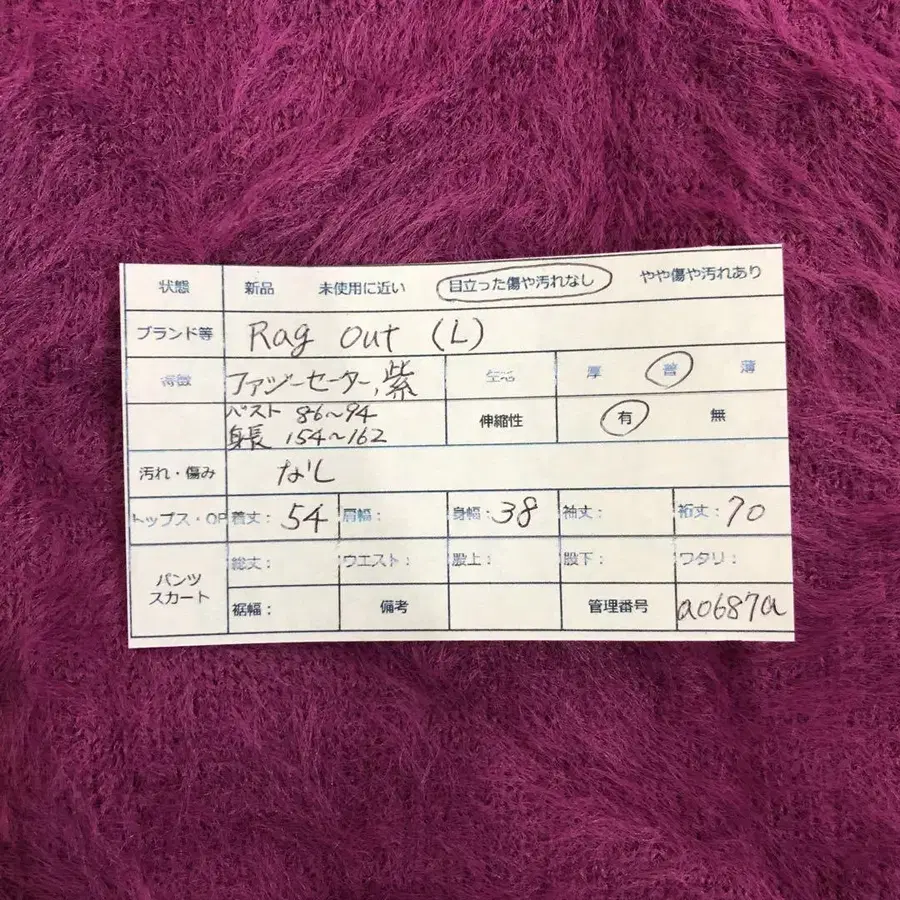 状態 新品 未使用に近い 目立った傷や汚れなし やや傷や汚れあり
ブランド等 Rag out (L)
特徴 ファジーセーター,紫 厚 普 薄
バスト 86~94
身長 154~162 伸縮性 有 無
汚れ・傷み なし
トップス・OP 着丈: 54 肩幅: 身幅: 38 袖丈: 裄丈: 70
パンツ スカート 総丈: ウエスト: 股上: 股下: ワタリ:
裾幅: 備考 管理番号 a0687a